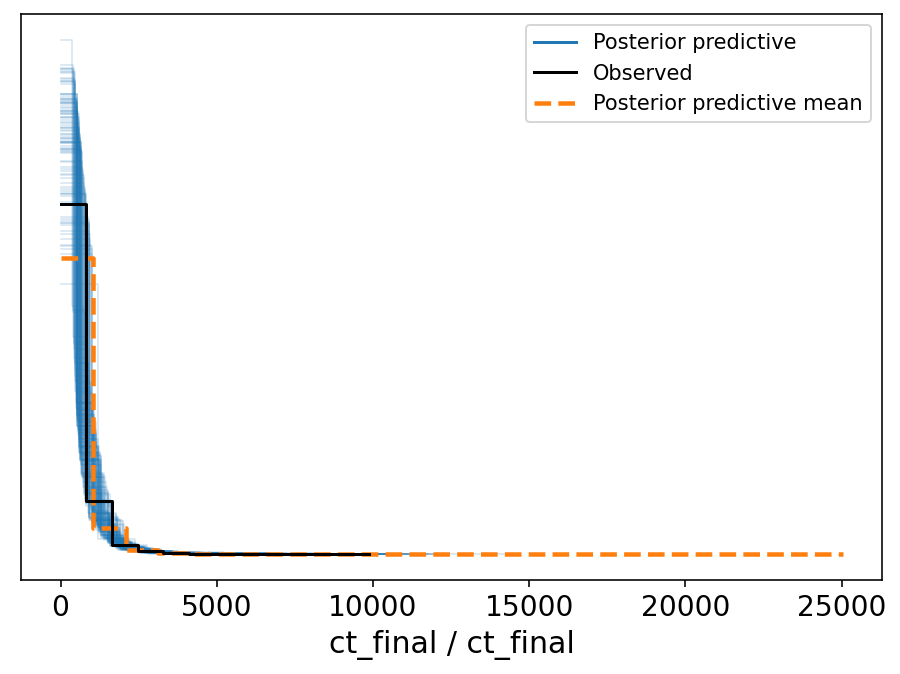 Posterior predictive
Observed
Posterior predictive mean
0 5000 10000 15000 20000 25000
ct_final / ct_final